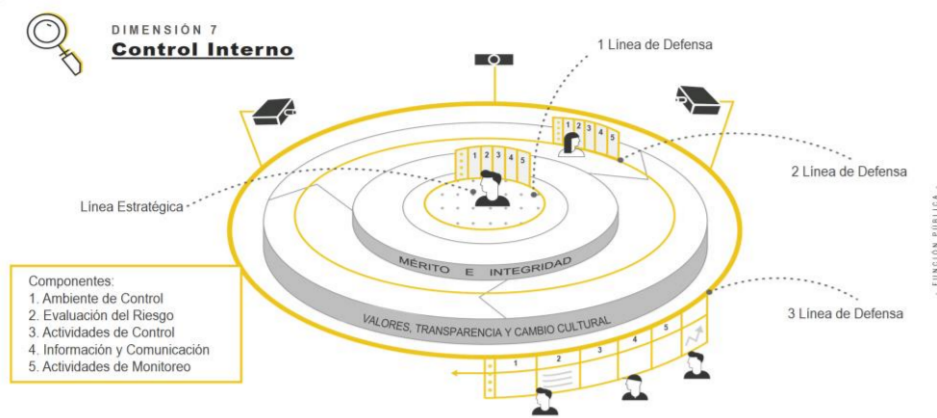 DIMENSIÓN 7
Control Interno
1 Línea de Defensa
1 2 3 4 5
1 2 3 4 5
2 Línea de Defensa
Línea Estratégica
- FUNCIÓN PÚBLICA -
MÉRITO E INTEGRIDAD
Componentes:
1. Ambiente de Control
2. Evaluación del Riesgo
3. Actividades de Control
4. Información y Comunicación
5. Actividades de Monitoreo
VALORES, TRANSPARENCIA Y CAMBIO CULTURAL
3 Línea de Defensa
1 2 3 4 5